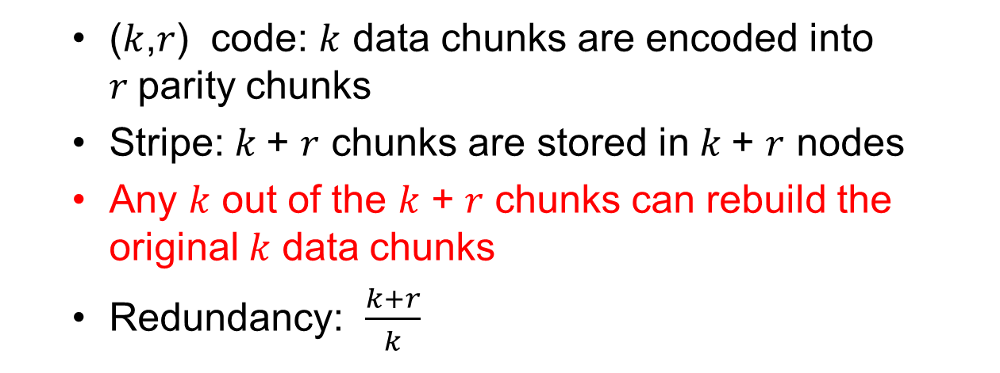 • (k,r) code: k data chunks are encoded into
r parity chunks
• Stripe: k + r chunks are stored in k + r nodes
• Any k out of the k + r chunks can rebuild the
original k data chunks
• Redundancy: (k+r)/k